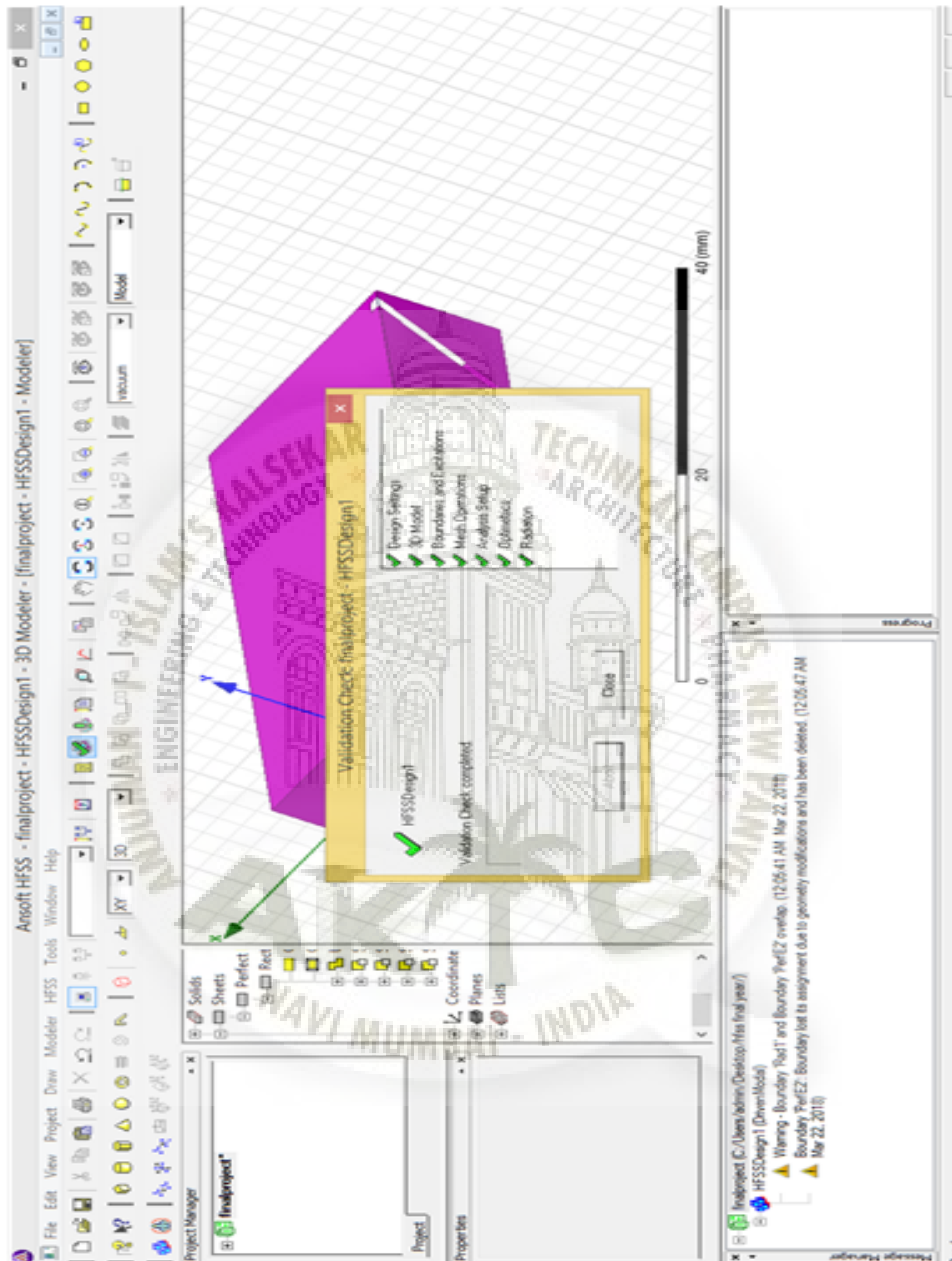 Ansoft HFSS - finalproject - HFSSDesign1 - 3D Modeler - [finalproject - HFSSDesign1 - Modeler]
File Edit View Project Draw Modeler HFSS Tools Window Help
XY
3D
vacuum
Model
Project Manager
finalproject*
Project
Properties
Solids
Sheets
Perfect
Rect
Coordinate
Planes
Lists
X
Y
Validation Check: finalproject - HFSSDesign1
HFSSDesign1
Validation Check completed.
Design Settings
3D Model
Boundaries and Excitations
Mesh Operations
Analysis Setup
Optimetrics
Radiation
Abort
Close
0
20
40 (mm)
Message Manager
finalproject (C:/Users/admin/Desktop/hfss final year/)
HFSSDesign1 (DrivenModal)
Warning - Boundary 'Rad1' and Boundary 'PerfE2' overlap. (12:05:41 AM Mar 22, 2018)
Boundary 'PerfE2': Boundary lost its assignment due to geometry modifications and has been deleted. (12:05:47 AM
Mar 22, 2018)
Progress
ISLAM'S KALSEKAR TECHNICAL CAMPUS NEW PANVEL
ENGINEERING & TECHNOLOGY
ARCHITECTURE
AKTC
NAVI MUMBAI - INDIA